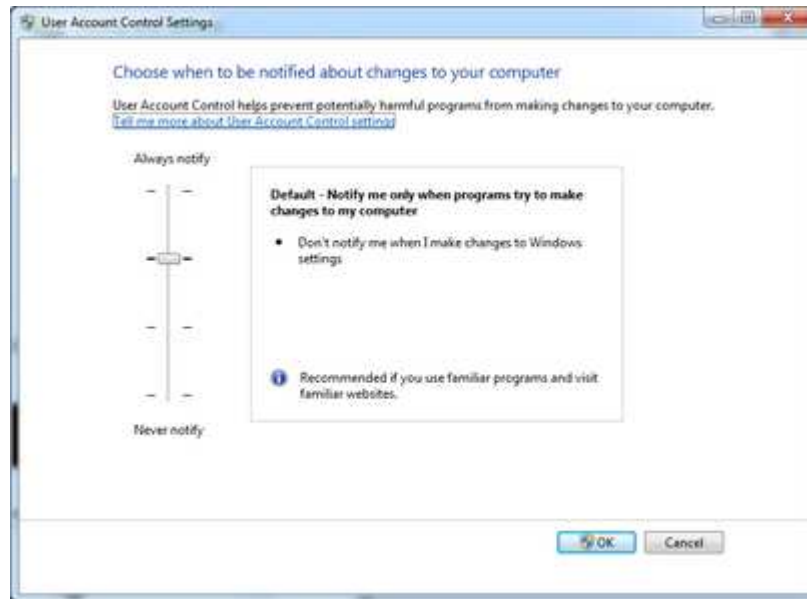 User Account Control Settings
Choose when to be notified about changes to your computer
User Account Control helps prevent potentially harmful programs from making changes to your computer.
Tell me more about User Account Control settings
Always notify
Default - Notify me only when programs try to make
changes to my computer
• Don't notify me when I make changes to Windows
settings
Recommended if you use familiar programs and visit
familiar websites.
Never notify
OK Cancel